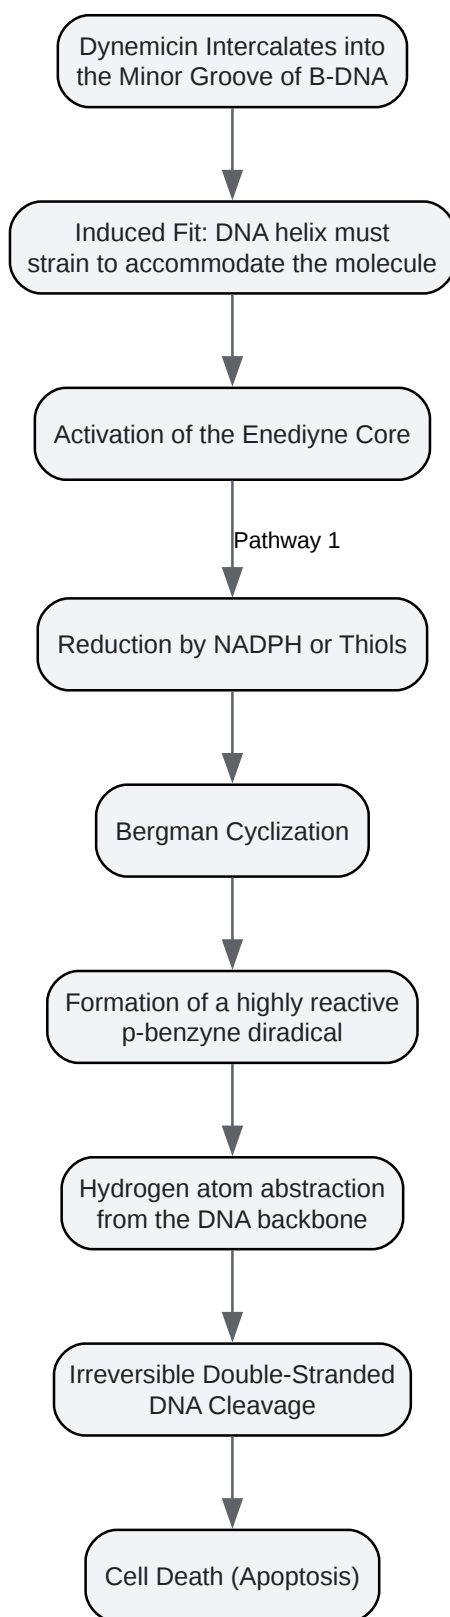 Dynemicin Intercalates into
the Minor Groove of B-DNA
Induced Fit: DNA helix must
strain to accommodate the molecule
Activation of the Enediyne Core
Pathway 1
Reduction by NADPH or Thiols
Bergman Cyclization
Formation of a highly reactive
p-benzyne diradical
Hydrogen atom abstraction
from the DNA backbone
Irreversible Double-Stranded
DNA Cleavage
Cell Death (Apoptosis)